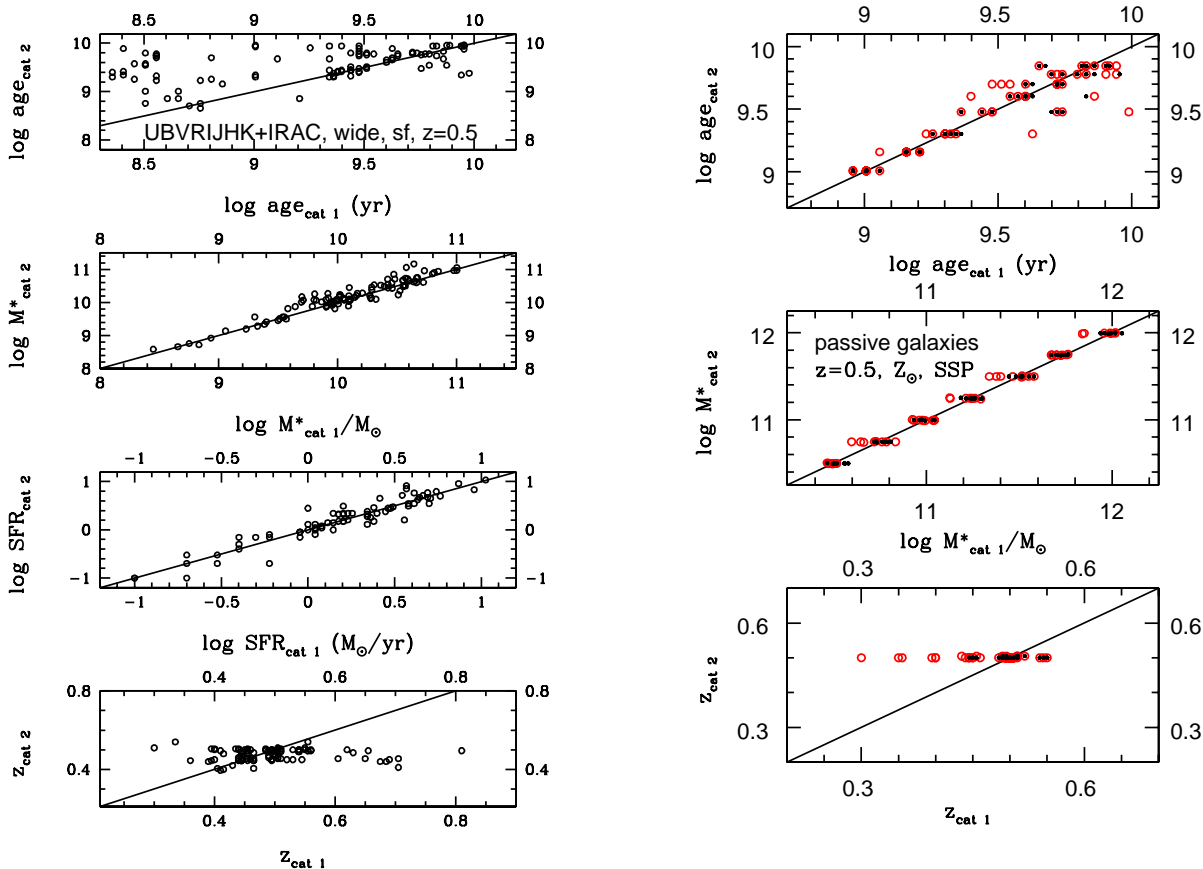 8.5 9 9.5 10
10
9
8
log age_cat 2
10
9
8
UBVRIJHK+IRAC, wide, sf, z=0.5
8.5 9 9.5 10
log age_cat 1 (yr)
8 9 10 11
11
10
9
8
log M*_cat 2
11
10
9
8
8 9 10 11
log M*_cat 1/M⊙
−1 −0.5 0 0.5 1
1
0
−1
log SFR_cat 2
1
0
−1
−1 −0.5 0 0.5 1
log SFR_cat 1 (M⊙/yr)
0.4 0.6 0.8
0.8
0.4
z_cat 2
0.8
0.4
0.4 0.6 0.8
z_cat 1
9 9.5 10
10
9.5
9
log age_cat 2
10
9.5
9
9 9.5 10
log age_cat 1 (yr)
11 12
12
11
log M*_cat 2
12
11
passive galaxies
z=0.5, Z⊙, SSP
11 12
log M*_cat 1/M⊙
0.3 0.6
0.6
0.3
z_cat 2
0.6
0.3
0.3 0.6
z_cat 1